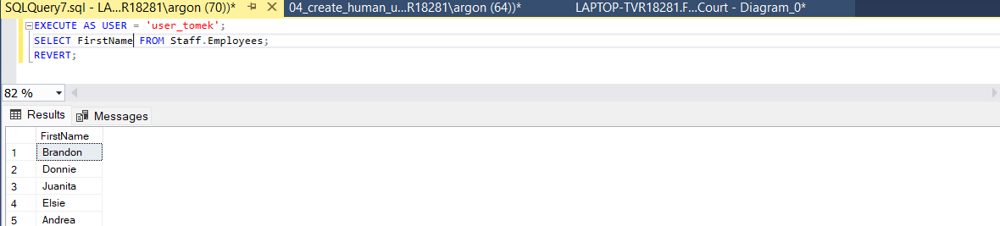 SQLQuery7.sql - LA...R18281\argon (70))* 04_create_human_u...R18281\argon (64))* LAPTOP-TVR18281.F...Court - Diagram_0*
EXECUTE AS USER = 'user_tomek';
SELECT FirstName FROM Staff.Employees;
REVERT;
82 %
Results Messages
FirstName
1 Brandon
2 Donnie
3 Juanita
4 Elsie
5 Andrea